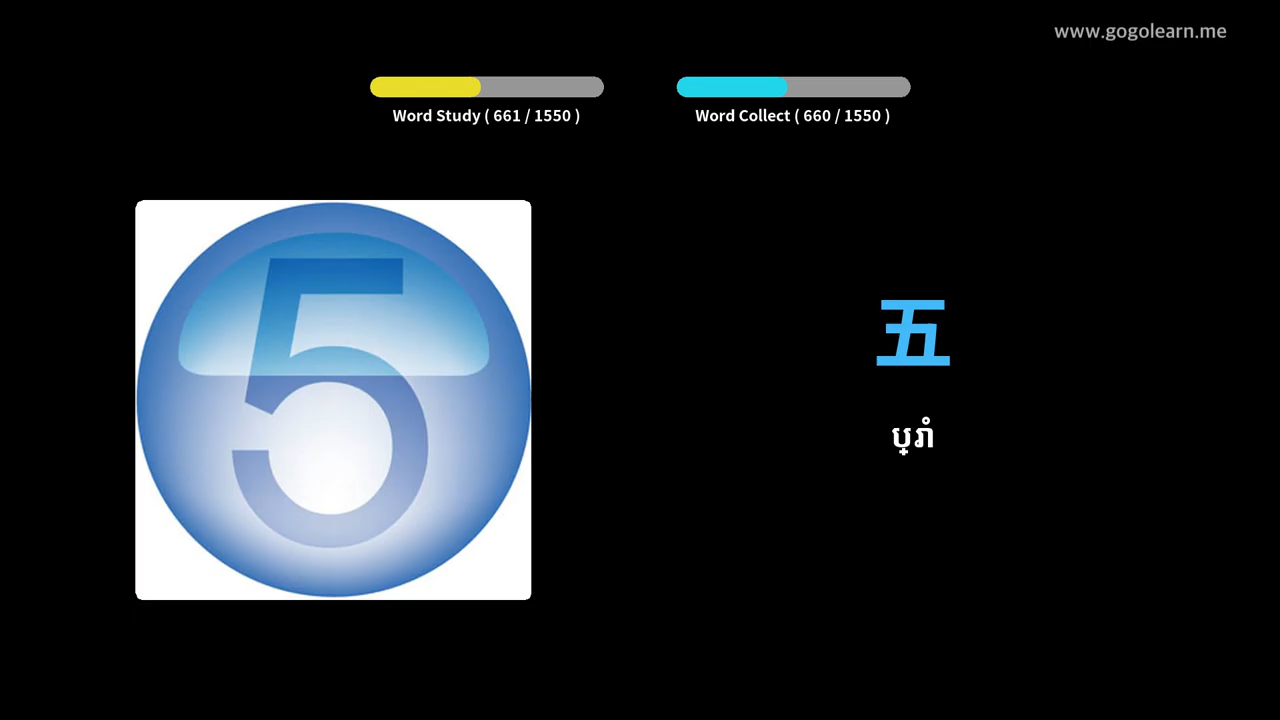 www.gogolearn.me
Word Study ( 661 / 1550 )
Word Collect ( 660 / 1550 )
5
五
ប្រាំ